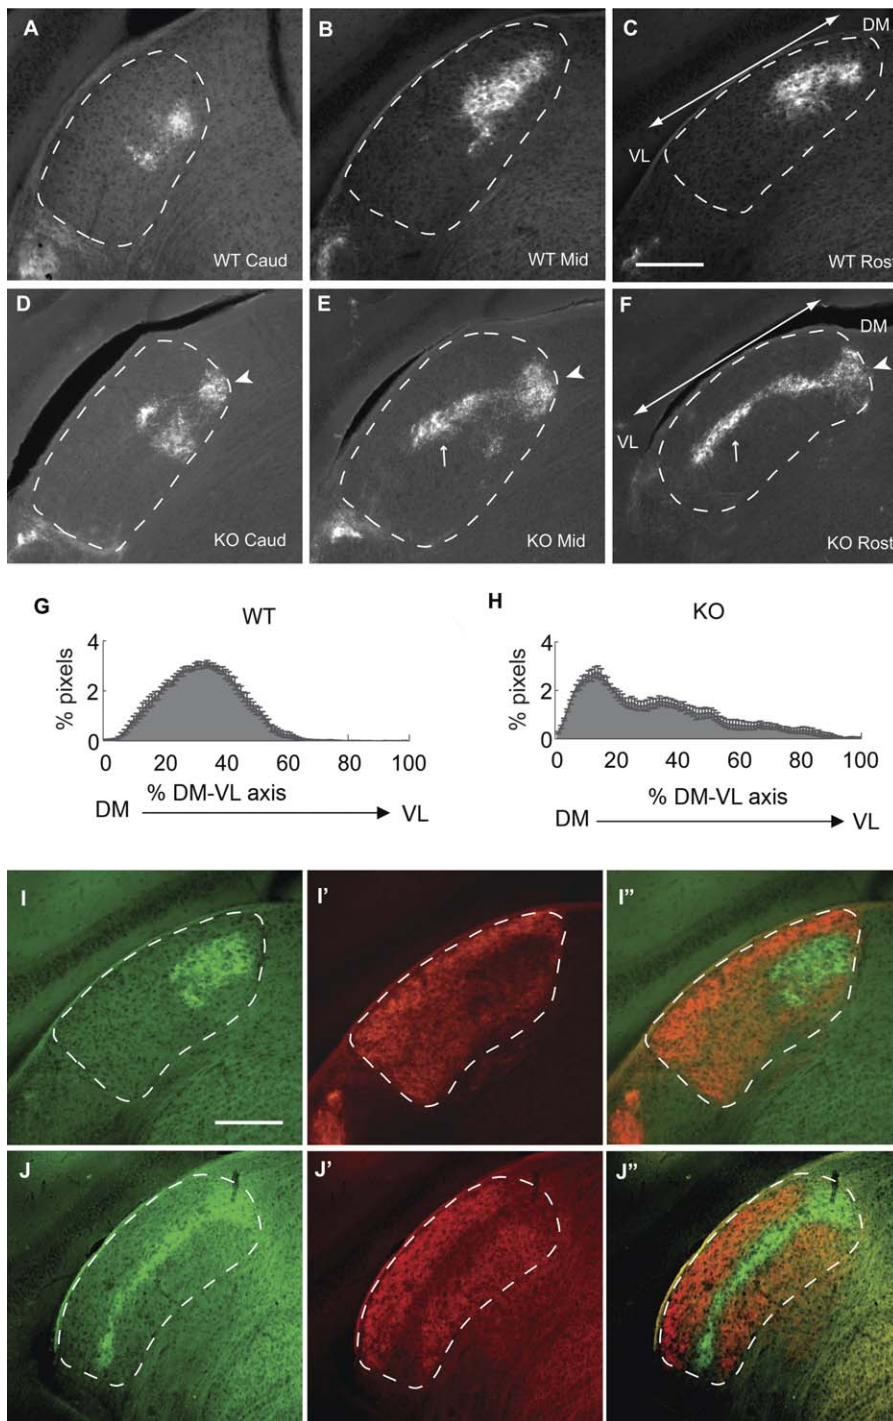 A
B
C
DM
VL
WT Caud
WT Mid
WT Rost
D
E
F
DM
VL
KO Caud
KO Mid
KO Rost
G
WT
H
KO
4
2
0
% pixels
0 20 40 60 80 100
% DM-VL axis
DM
VL
4
2
0
% pixels
0 20 40 60 80 100
% DM-VL axis
DM
VL
I
I'
I"
J
J'
J"